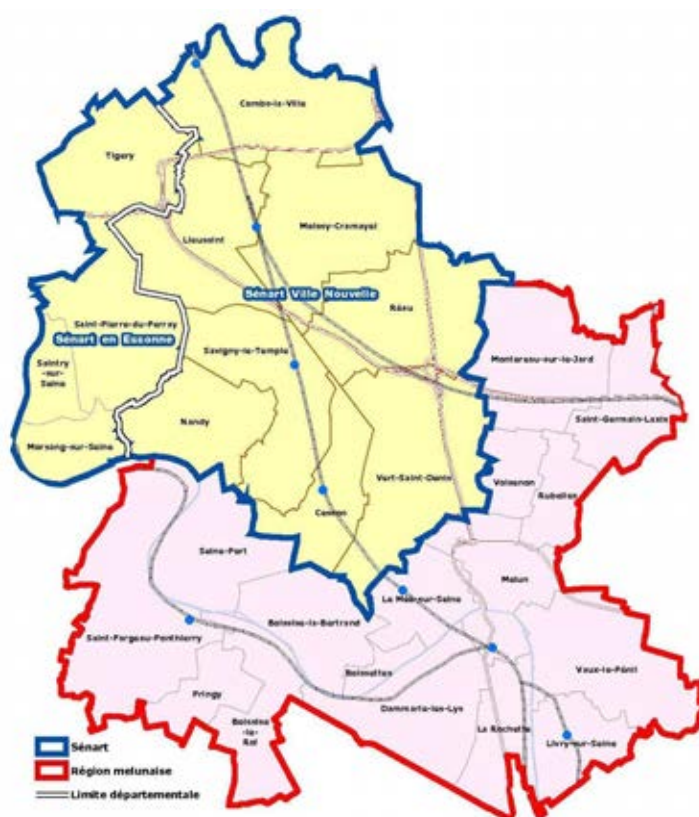 Combs-la-Ville
Tigery
Lieusaint
Moissy-Cramayel
Sénart Ville Nouvelle
Réau
Saint-Pierre-du-Perray
Sénart en Essonne
Saintry
-sur-
Seine
Savigny-le-Temple
Montereau-sur-le-Jard
Saint-Germain-Laxis
Nandy
Morsang-sur-Seine
Vert-Saint-Denis
Voisenon
Rubelles
Cesson
Seine-Port
Melun
Le Mée-sur-Seine
Boissise-la-Bertrand
Saint-Fargeau-Ponthierry
Vaux-le-Pénil
Boissettes
Pringy
Dammarie-les-Lys
Boissise
-le-
Roi
La Rochette
Livry-sur-Seine
Sénart
Région melunaise
Limite départementale